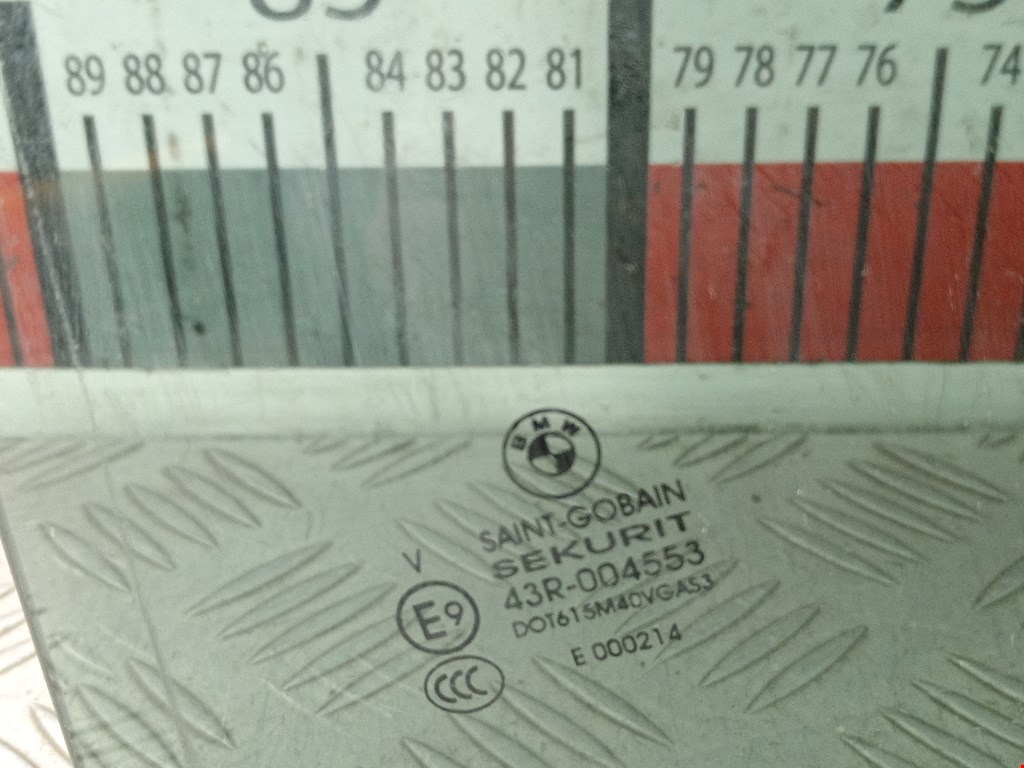 89 88 87 86 84 83 82 81 79 78 77 76 74
BMW
SAINT-GOBAIN
SEKURIT
V
43R-004553
E9
DOT615M40VGAS3
E 000214
CCC